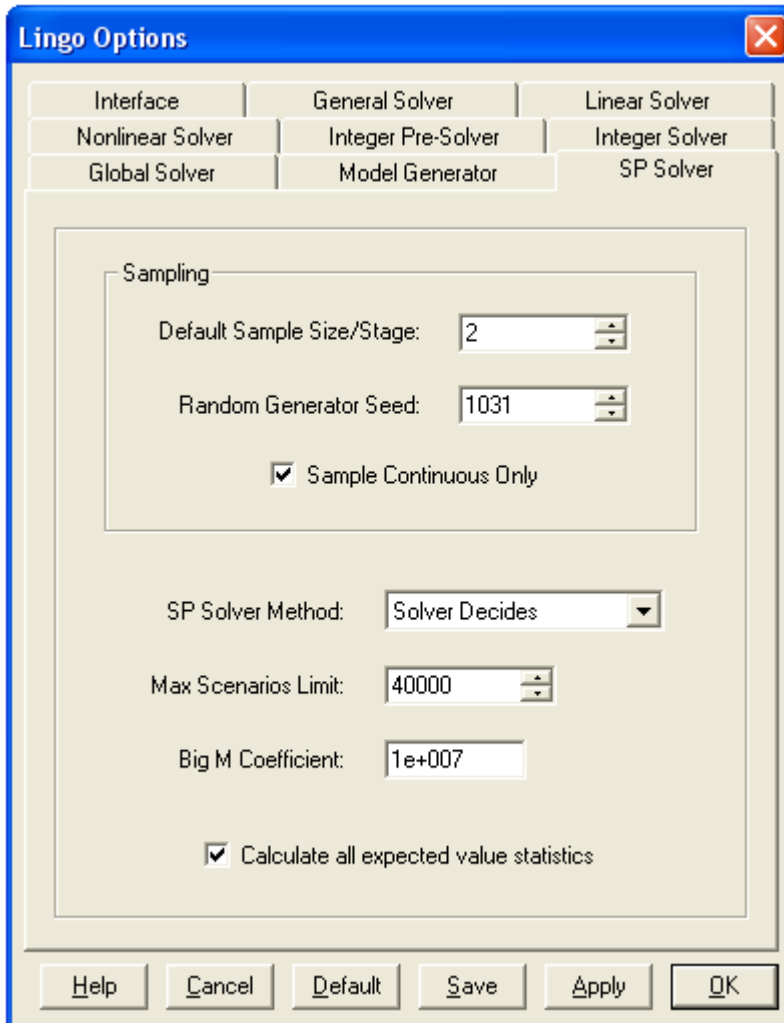 Lingo Options
Interface General Solver Linear Solver
Nonlinear Solver Integer Pre-Solver Integer Solver
Global Solver Model Generator SP Solver
Sampling
Default Sample Size/Stage: 2
Random Generator Seed: 1031
Sample Continuous Only
SP Solver Method: Solver Decides
Max Scenarios Limit: 40000
Big M Coefficient: 1e+007
Calculate all expected value statistics
Help Cancel Default Save Apply OK